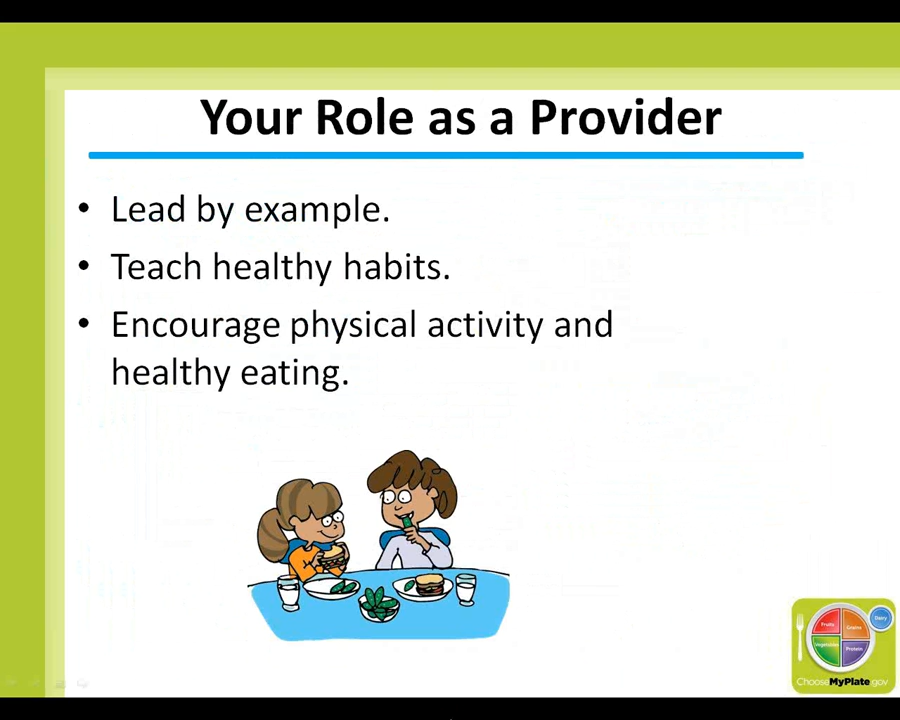 Your Role as a Provider
• Lead by example.
• Teach healthy habits.
• Encourage physical activity and
healthy eating.
Fruits
Grains
Dairy
Vegetables
Protein
ChooseMyPlate.gov